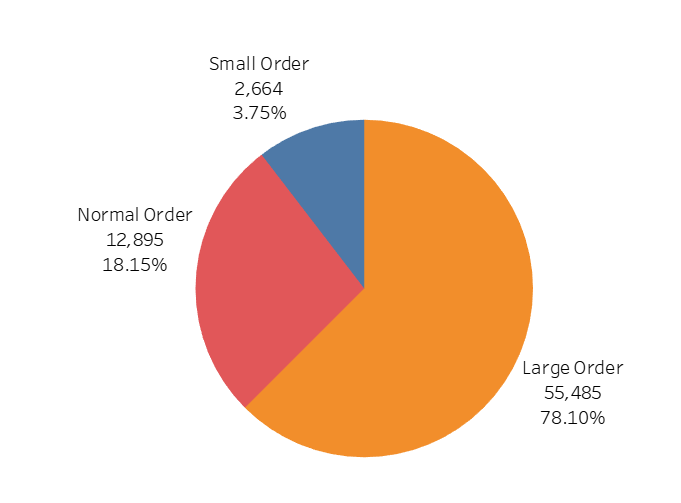 Small Order
2,664
3.75%
Normal Order
12,895
18.15%
Large Order
55,485
78.10%